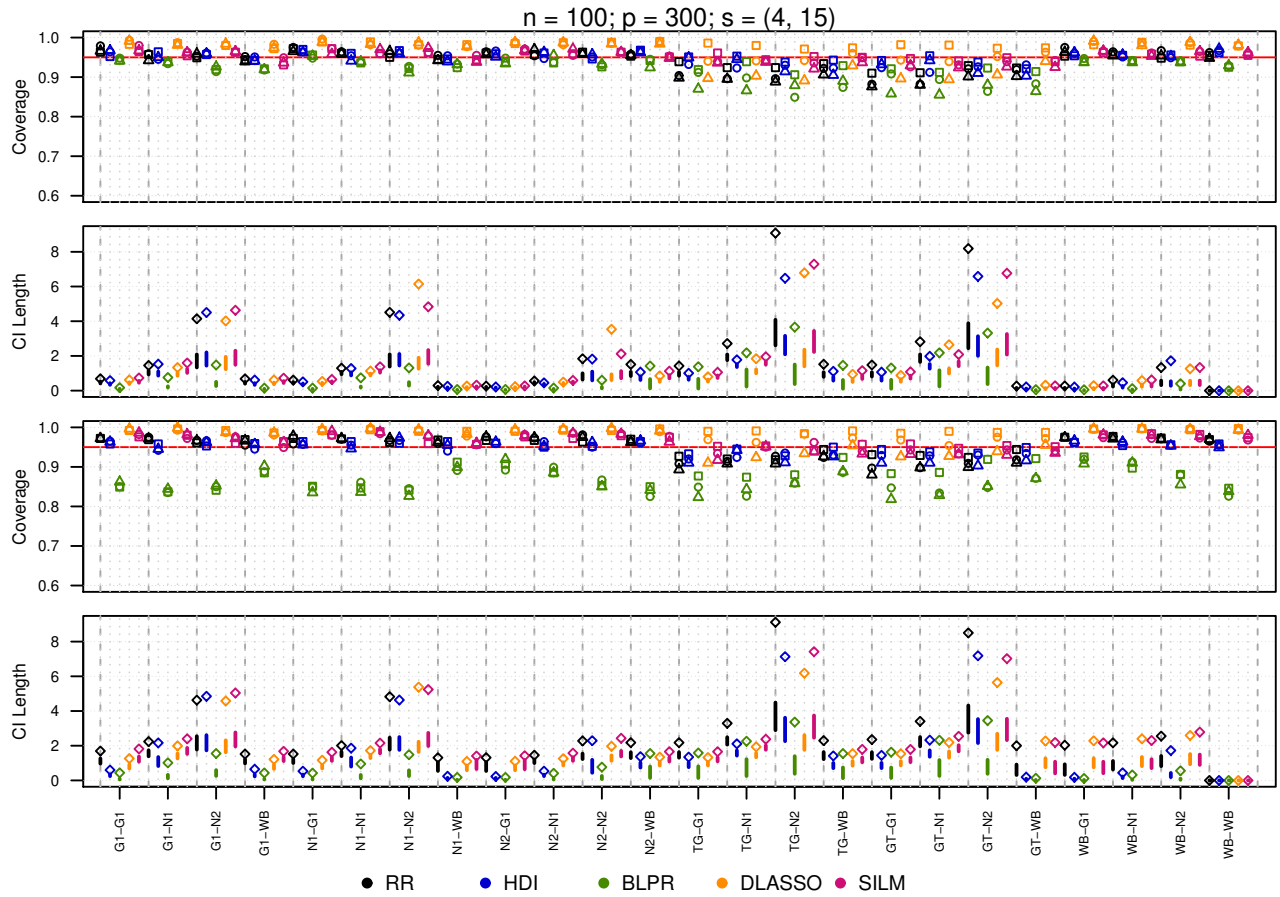 n = 100; p = 300; s = (4, 15)
Coverage
1.0
0.9
0.8
0.7
0.6
CI Length
8
6
4
2
0
Coverage
1.0
0.9
0.8
0.7
0.6
CI Length
8
6
4
2
0
G1−G1
G1−N1
G1−N2
G1−WB
N1−G1
N1−N1
N1−N2
N1−WB
N2−G1
N2−N1
N2−N2
N2−WB
TG−G1
TG−N1
TG−N2
TG−WB
GT−G1
GT−N1
GT−N2
GT−WB
WB−G1
WB−N1
WB−N2
WB−WB
RR HDI BLPR DLASSO SILM